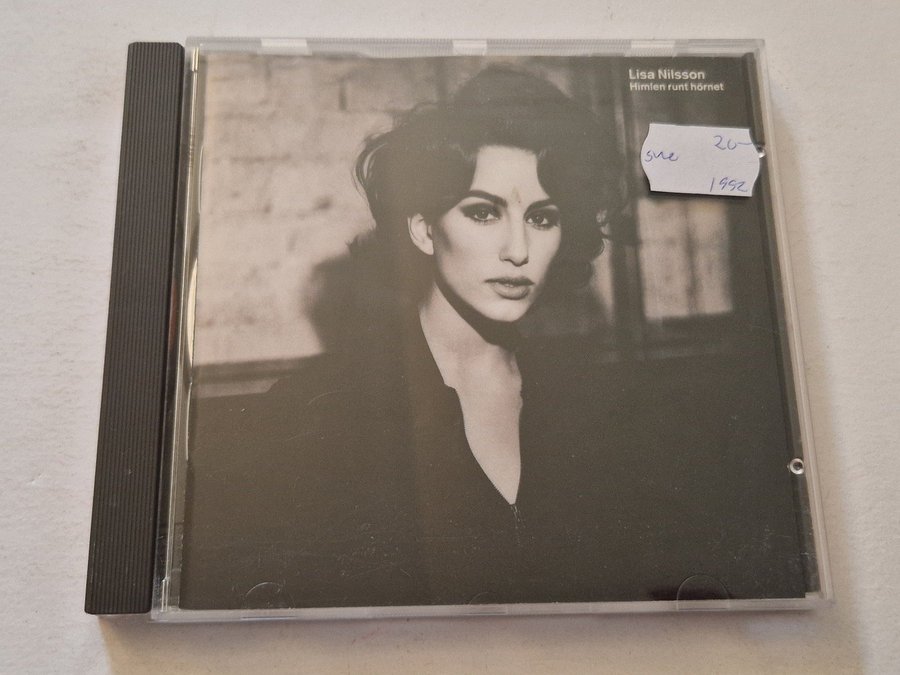 Lisa Nilsson
Himlen runt hörnet
20-
sve
1992